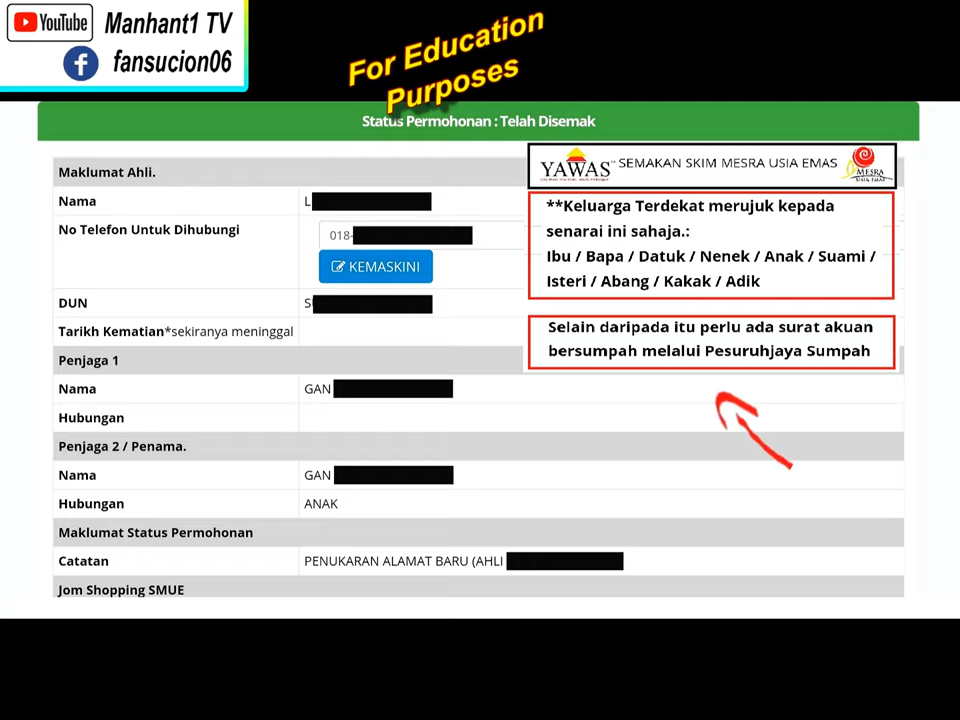 YouTube Manhant1 TV
fansucion06
For Education
Purposes
Status Permohonan : Telah Disemak
YAWAS SEMAKAN SKIM MESRA USIA EMAS MESRA
USIA EMAS
Maklumat Ahli.
Nama L
No Telefon Untuk Dihubungi 018-
KEMASKINI
DUN S
Tarikh Kematian*sekiranya meninggal
**Keluarga Terdekat merujuk kepada
senarai ini sahaja.:
Ibu / Bapa / Datuk / Nenek / Anak / Suami /
Isteri / Abang / Kakak / Adik
Selain daripada itu perlu ada surat akuan
bersumpah melalui Pesuruhjaya Sumpah
Penjaga 1
Nama GAN
Hubungan
Penjaga 2 / Penama.
Nama GAN
Hubungan ANAK
Maklumat Status Permohonan
Catatan PENUKARAN ALAMAT BARU (AHLI
Jom Shopping SMUE